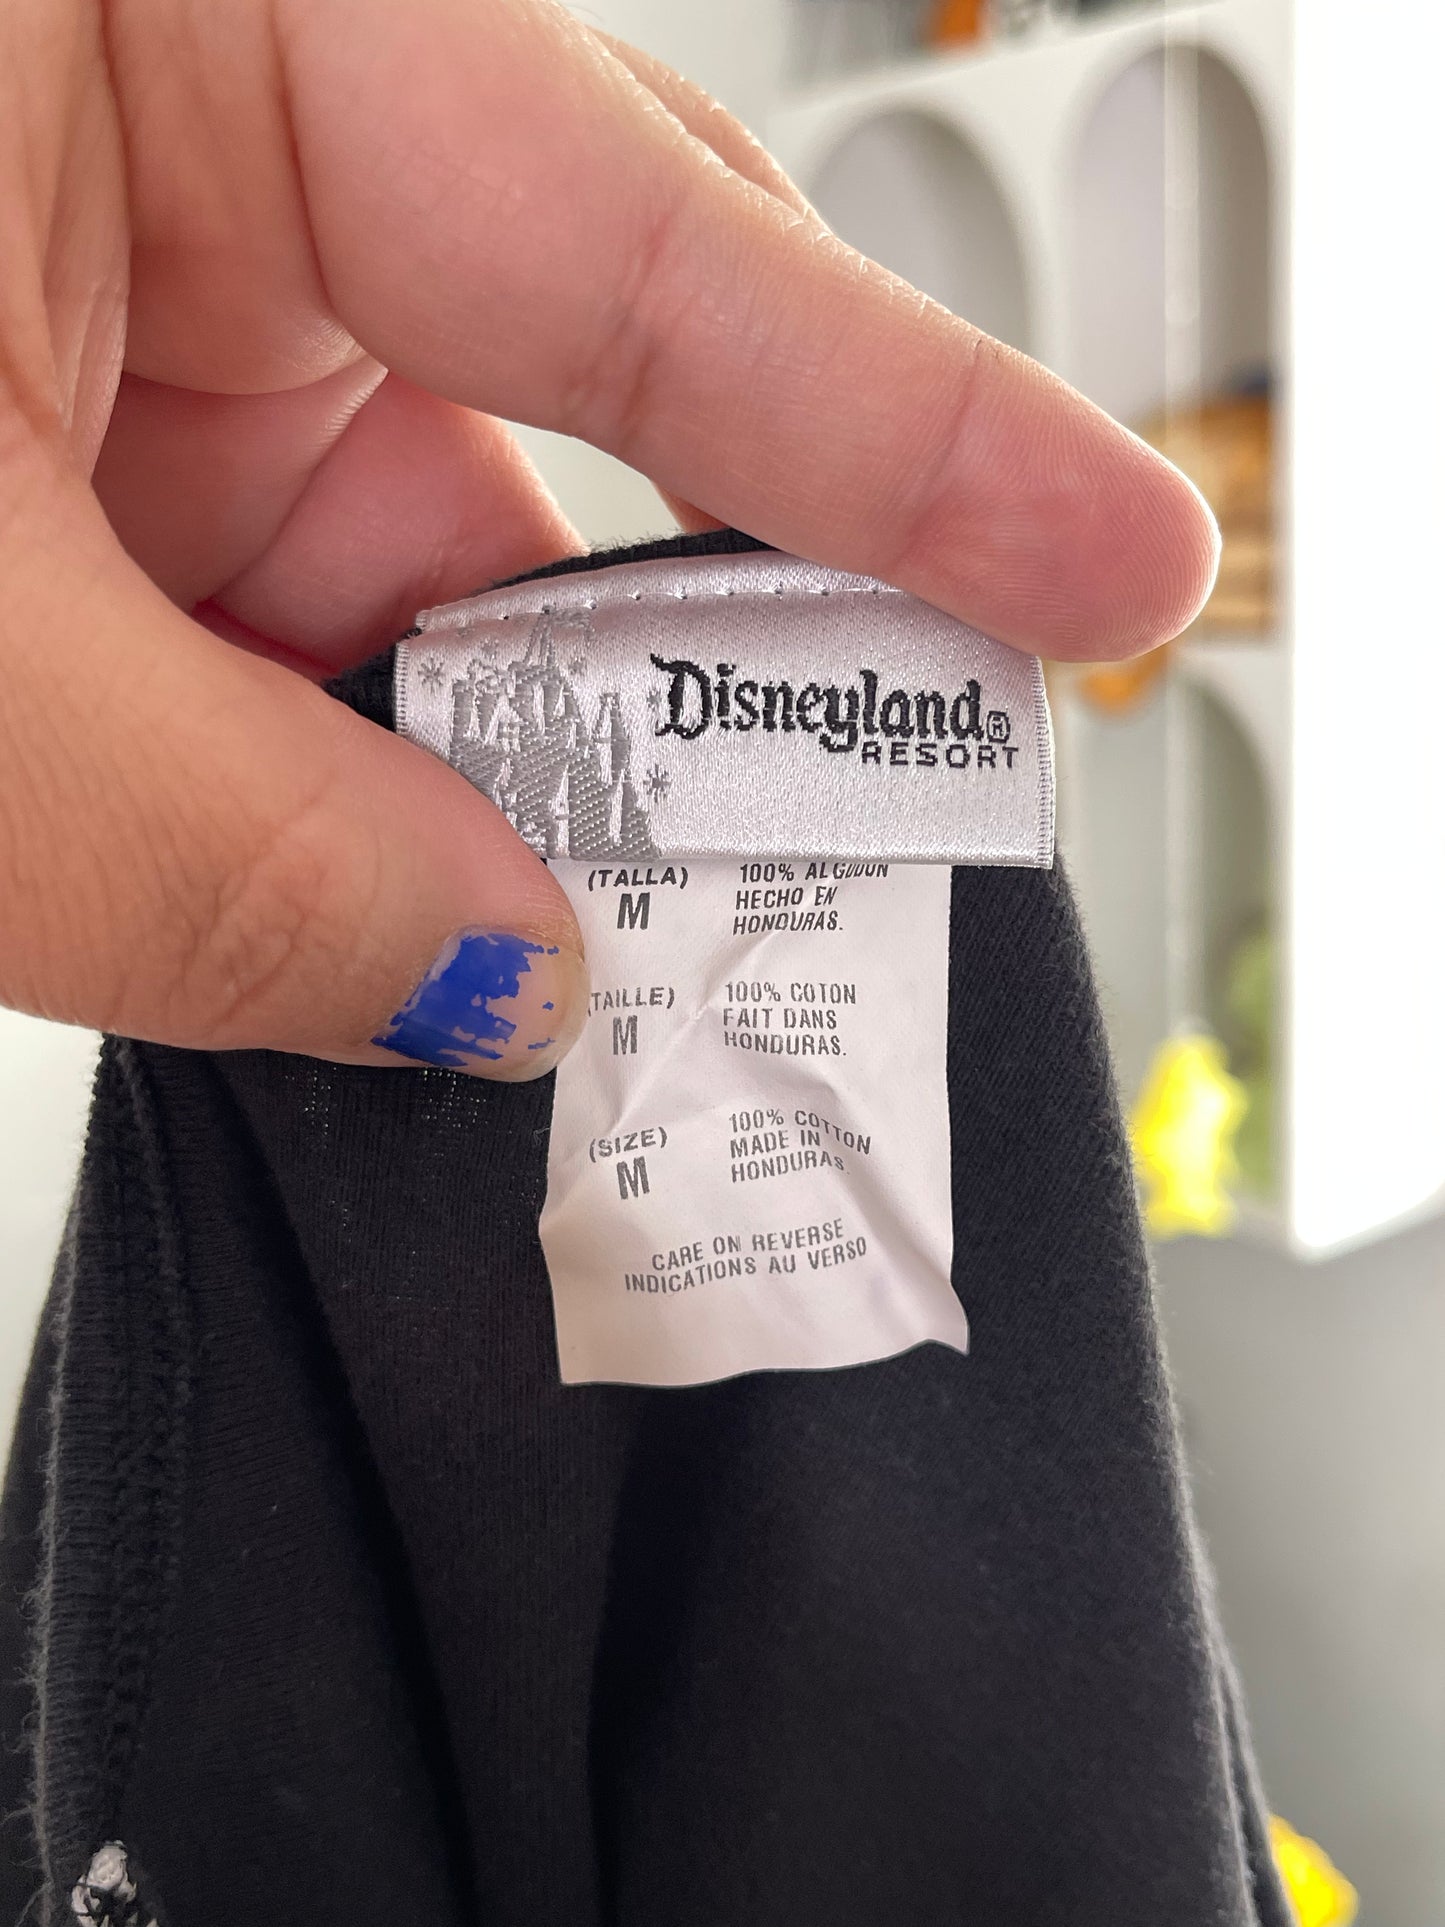 Disneyland®
RESORT
(TALLA)
M
100% ALGODON
HECHO EN
HONDURAS.
(TAILLE)
M
100% COTON
FAIT DANS
HONDURAS.
(SIZE)
M
100% COTTON
MADE IN
HONDURAS.
CARE ON REVERSE
INDICATIONS AU VERSO